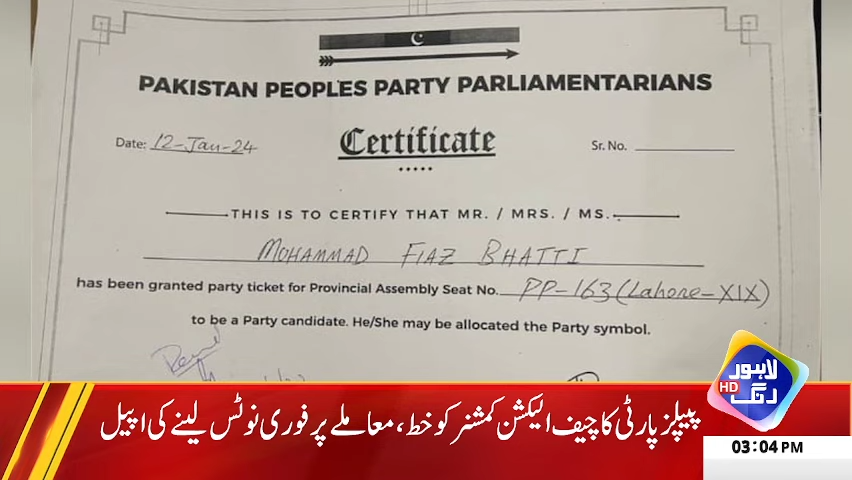 PAKISTAN PEOPLES PARTY PARLIAMENTARIANS
Date: 12-Jan-24
Certificate
Sr. No.
THIS IS TO CERTIFY THAT MR. / MRS. / MS.
MOHAMMAD FIAZ BHATTI
has been granted party ticket for Provincial Assembly Seat No. PP-163 (Lahore-XIX)
to be a Party candidate. He/She may be allocated the Party symbol.
لاہور
HD
رنگ
پیپلز پارٹی کا چیف الیکشن کمشنر کو خط، معاملے پر فوری نوٹس لینے کی اپیل
03:04 PM